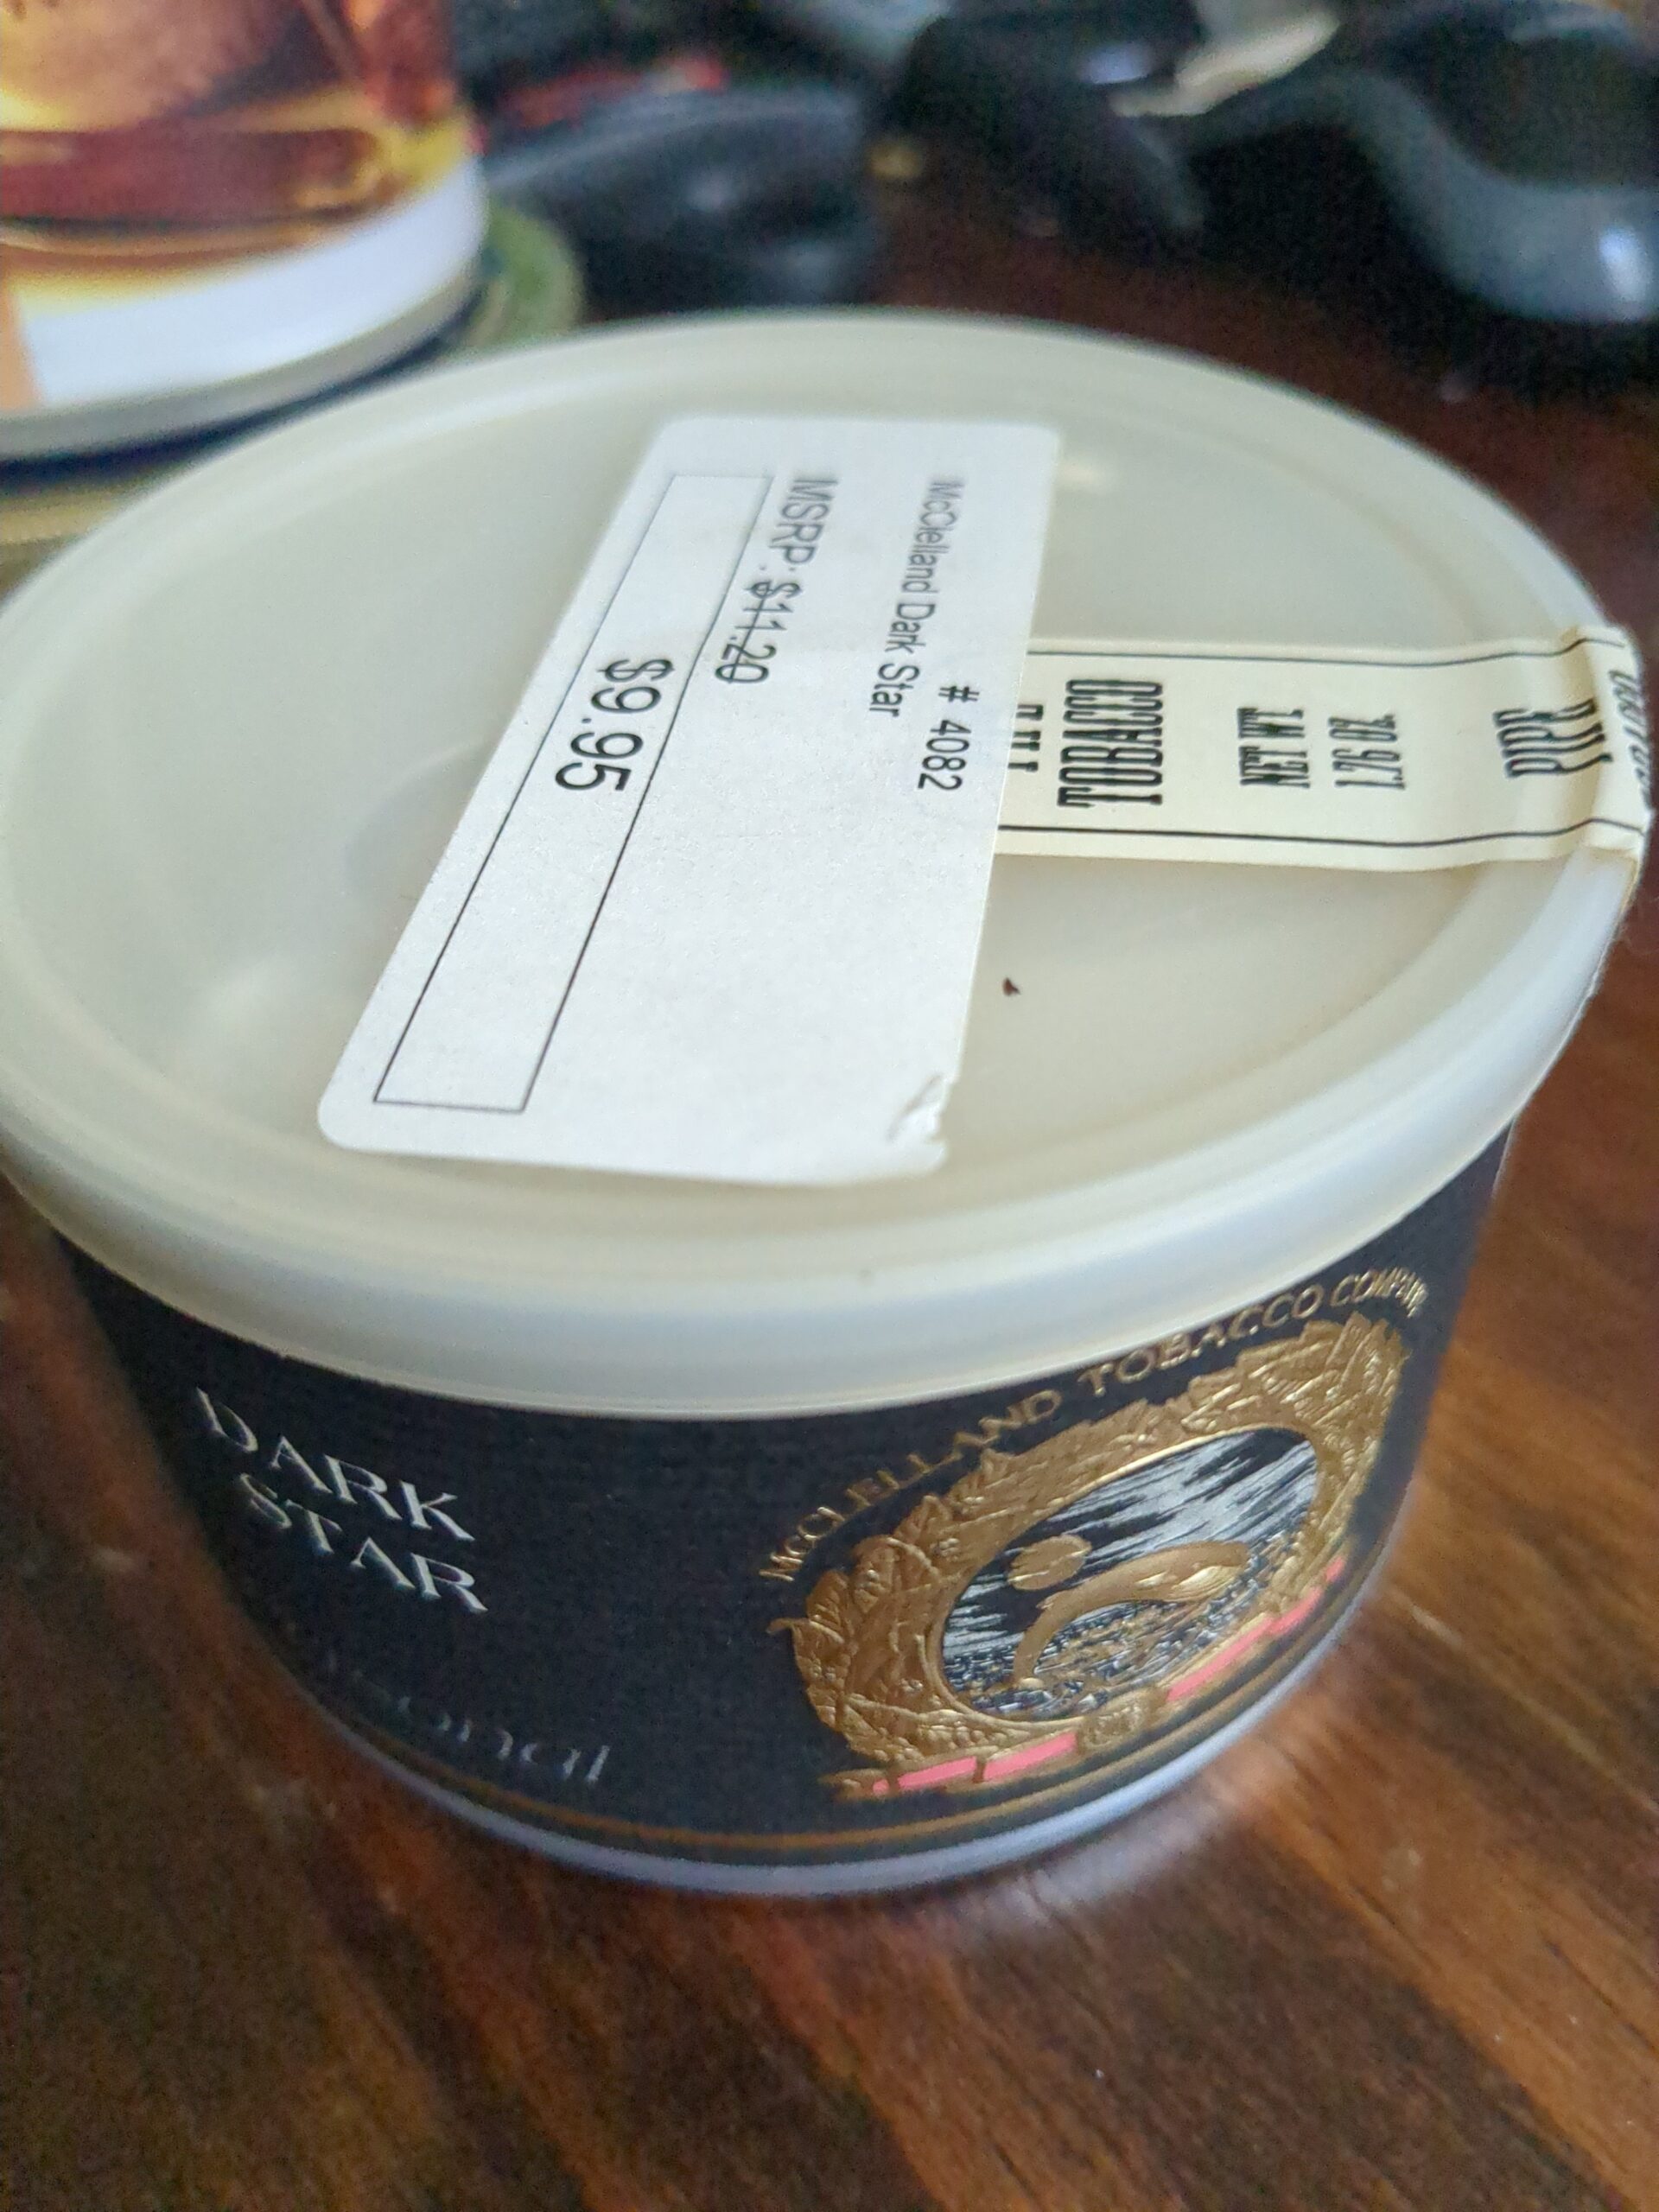 McClelland Dark Star
# 4082
MSRP: $11.20
$9.95
TOBACCO
NET WT.
1.76 OZ.
PIPE
DARK
STAR
McCLELLAND TOBACCO COMPANY